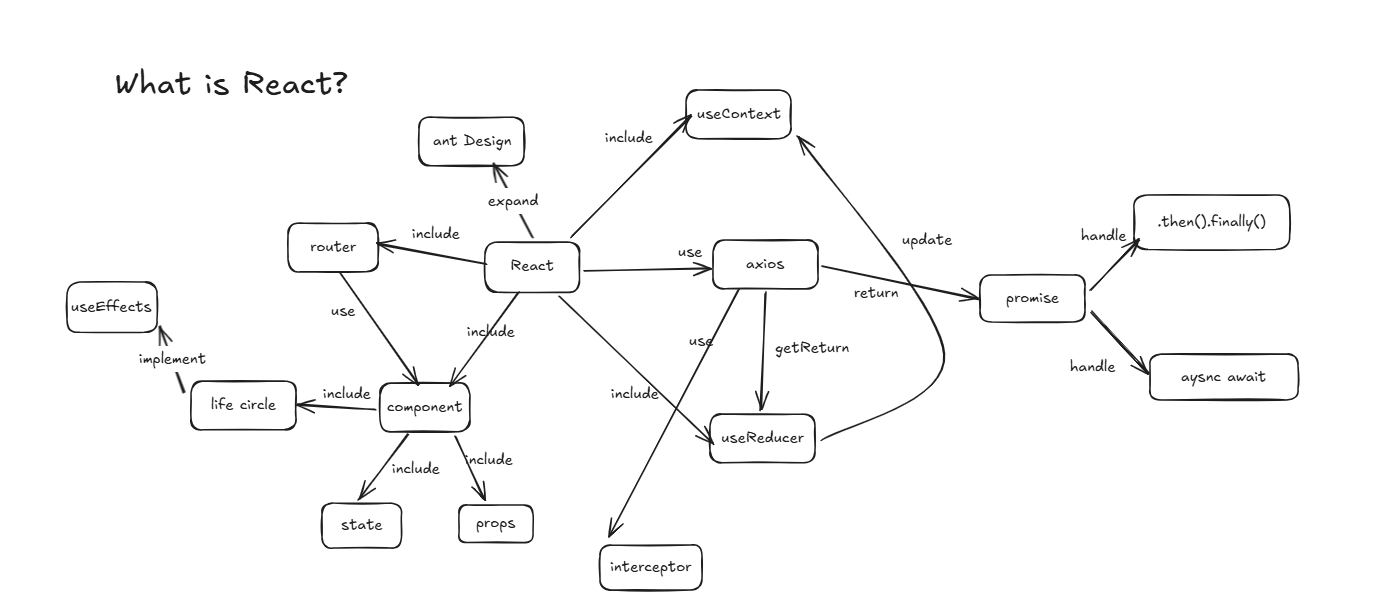 What is React?
useContext
ant Design
include
expand
.then().finally()
include
handle
update
router
use
React
axios
useEffects
return
promise
use
include
use
getReturn
implement
handle
aysnc await
life circle
include
component
include
useReducer
include
include
state
props
interceptor